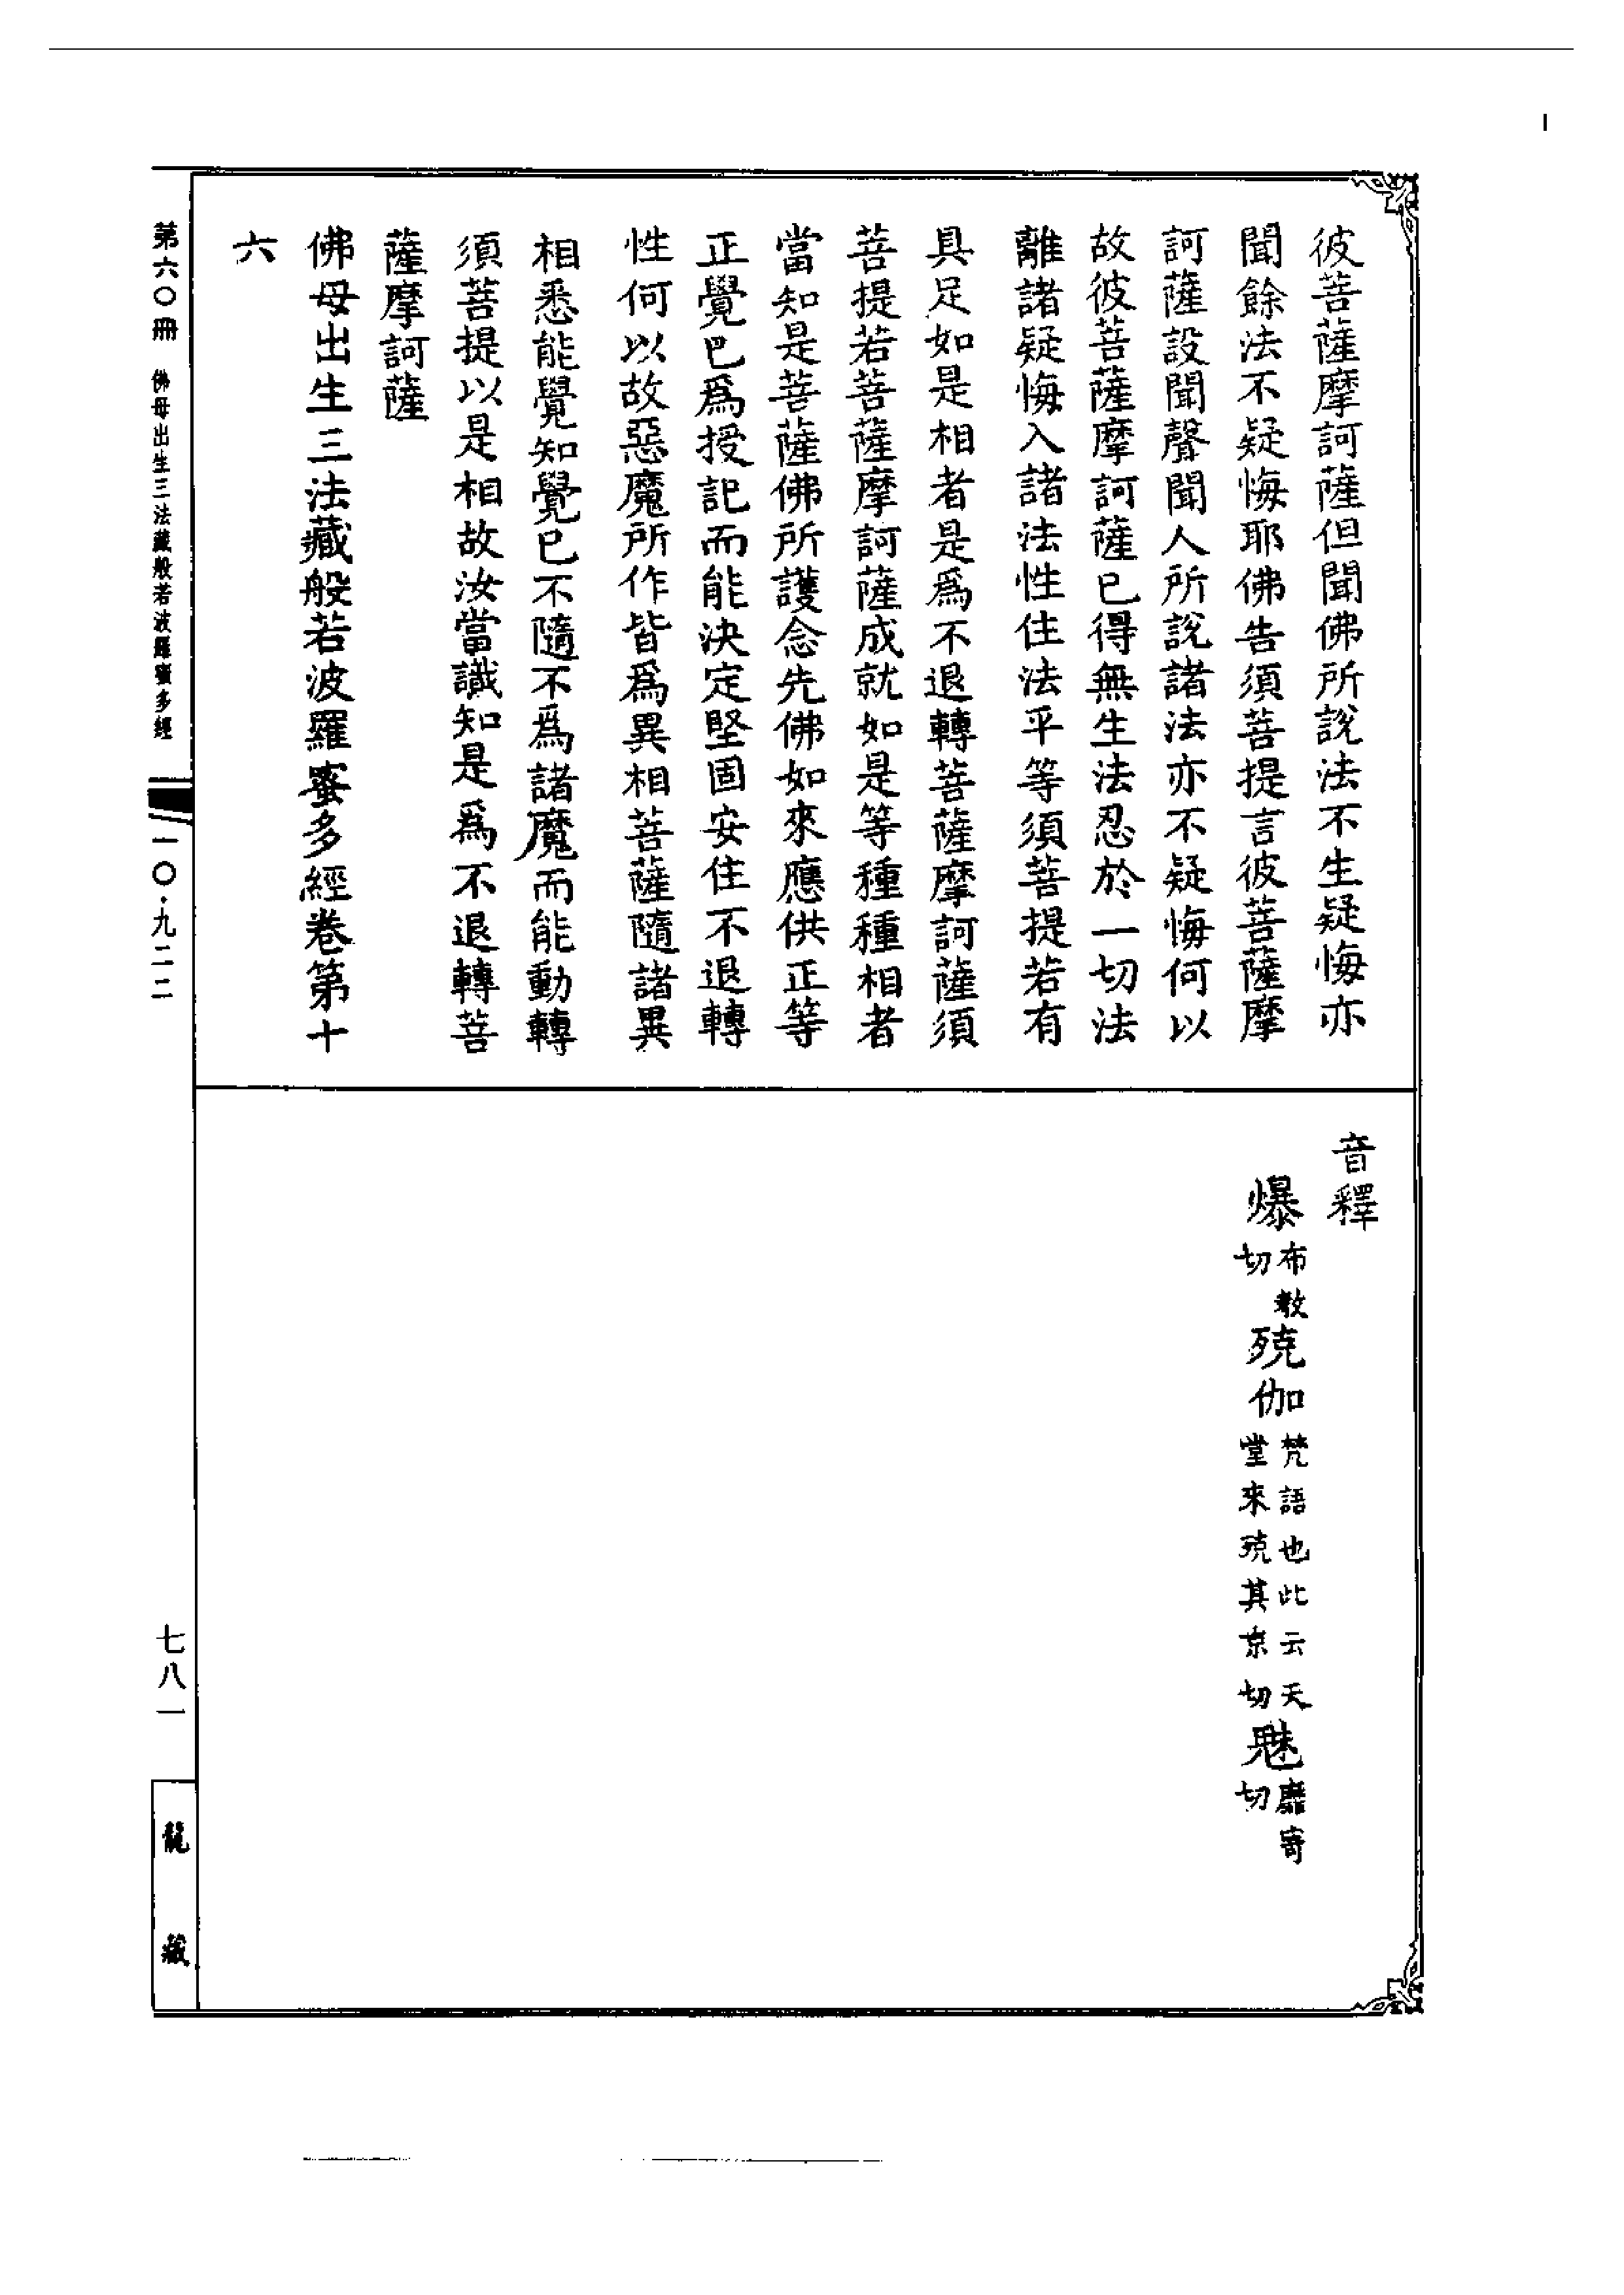 彼菩薩摩訶薩但聞佛所說法不生疑悔亦
聞餘法不疑悔耶佛告須菩提言彼菩薩摩
訶薩設聞聲聞人所說諸法亦不疑悔何以
故彼菩薩摩訶薩已得無生法忍於一切法
離諸疑悔入諸法性住法平等須菩提若有
具足如是相者是爲不退轉菩薩摩訶薩須
菩提若菩薩摩訶薩成就如是等種種相者
當知是菩薩佛所護念先佛如來應供正等
正覺已爲授記而能決定堅固安住不退轉
性何以故惡魔所作皆爲異相菩薩隨諸異
相悉能覺知覺已不隨不爲諸魔而能動轉
須菩提以是相故汝當識知是爲不退轉菩
薩摩訶薩
佛母出生三法藏般若波羅蜜多經卷第十
六
音釋
爆布教切殑伽梵語也此云天堂來殑其京切魅靡寄切
第六〇冊 佛母出生三法藏般若波羅蜜多經
一〇·九二二
七八一
龍藏